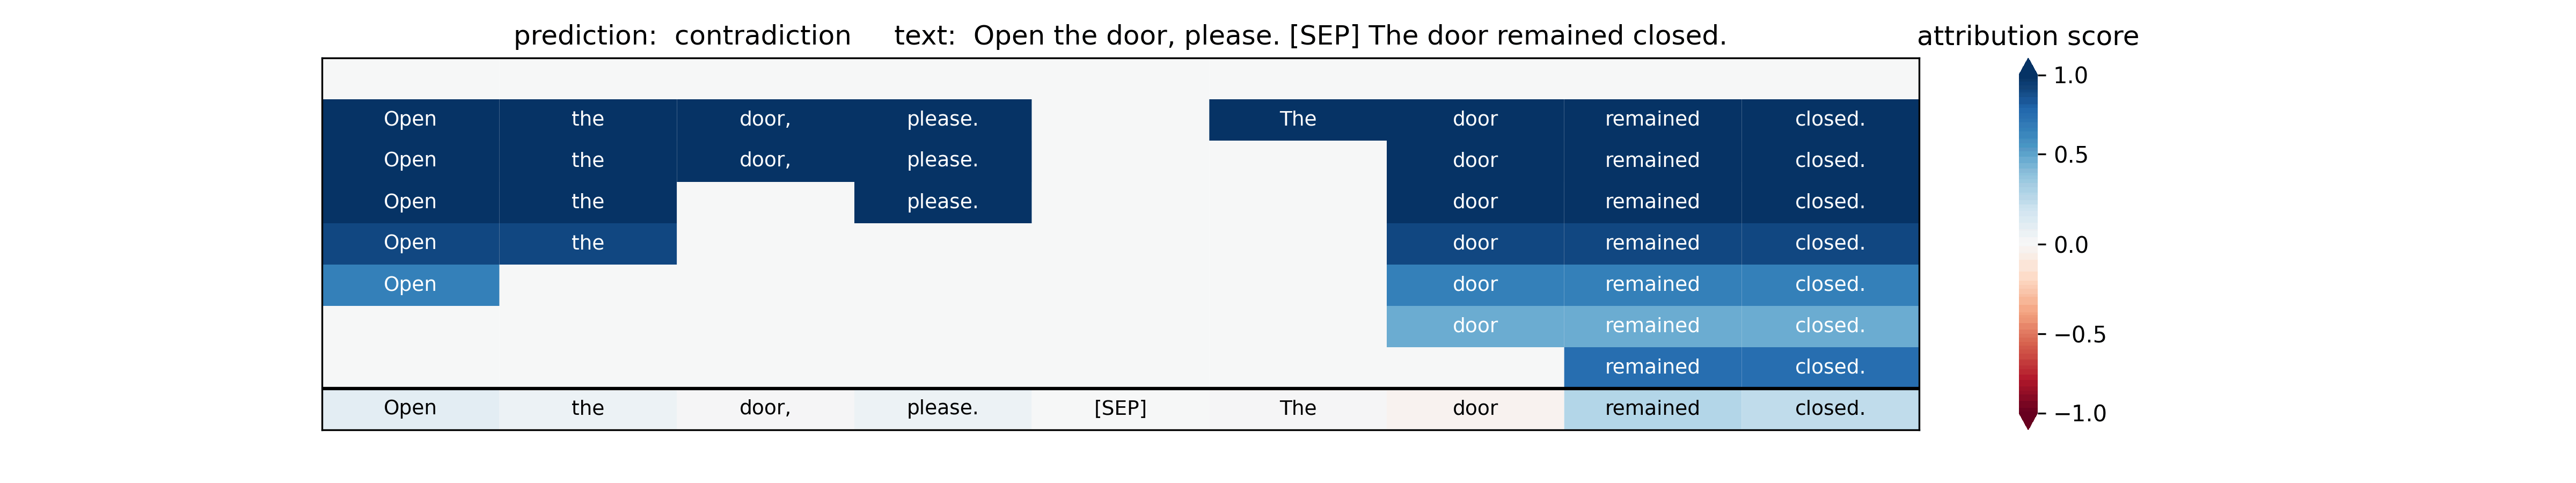 prediction: contradiction text: Open the door, please. [SEP] The door remained closed. attribution score
Open the door, please. The door remained closed. 1.0
Open the door, please. door remained closed. 0.5
Open the please. door remained closed.
Open the door remained closed. 0.0
Open door remained closed.
door remained closed. −0.5
remained closed.
Open the door, please. [SEP] The door remained closed. −1.0